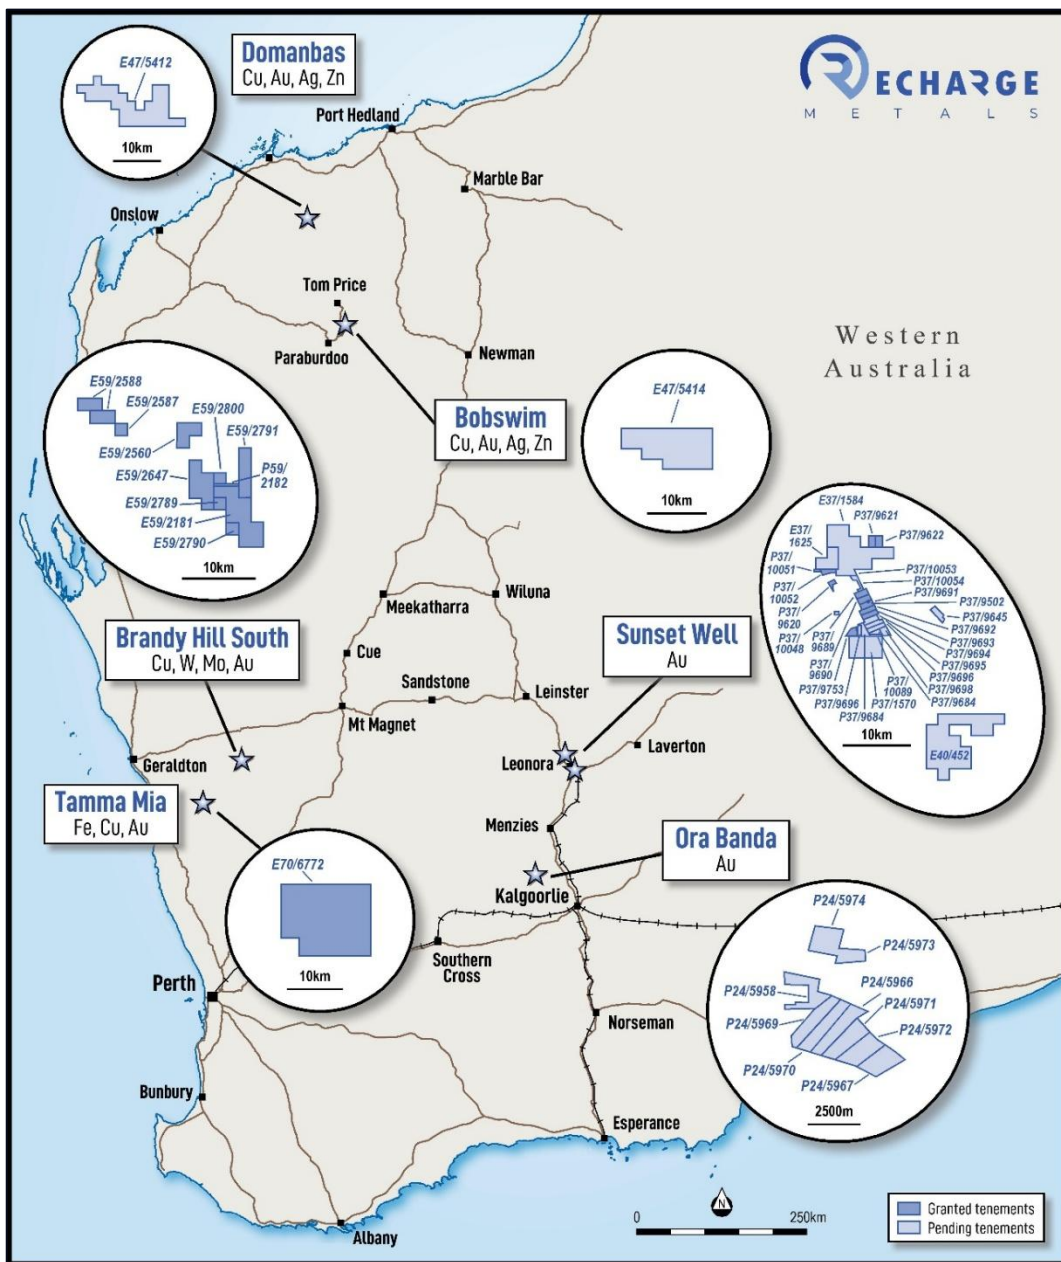 Domanbas
Cu, Au, Ag, Zn
E47/5412
10km
RECHARGE
METALS
Port Hedland
Marble Bar
Onslow
Tom Price
Paraburdoo
Newman
Western
Australia
Bobswim
Cu, Au, Ag, Zn
E47/5414
10km
E59/2588
E59/2587
E59/2800
E59/2791
E59/2560
P59/
2182
E59/2647
E59/2789
E59/2181
E59/2790
10km
E37/1584
P37/9621
E37/
1625
P37/9622
P37/
10051
P37/10053
P37/10054
P37/
10052
P37/9691
P37/9502
P37/
9620
P37/9645
P37/9692
P37/
10048
P37/
9689
P37/9693
P37/9694
P37/9695
P37/
9690
P37/9696
P37/9753
P37/
10089
P37/9698
P37/9696
P37/1570
P37/9684
P37/9684
10km
E40/452
Meekatharra
Wiluna
Brandy Hill South
Cu, W, Mo, Au
Sunset Well
Au
Cue
Sandstone
Leinster
Mt Magnet
Geraldton
Leonora
Laverton
Tamma Mia
Fe, Cu, Au
E70/6772
10km
Menzies
Ora Banda
Au
Kalgoorlie
Southern
Cross
Perth
P24/5974
P24/5973
P24/5958
P24/5966
P24/5971
P24/5969
P24/5972
P24/5970
P24/5967
2500m
Norseman
Bunbury
Esperance
Albany
N
0
250km
Granted tenements
Pending tenements